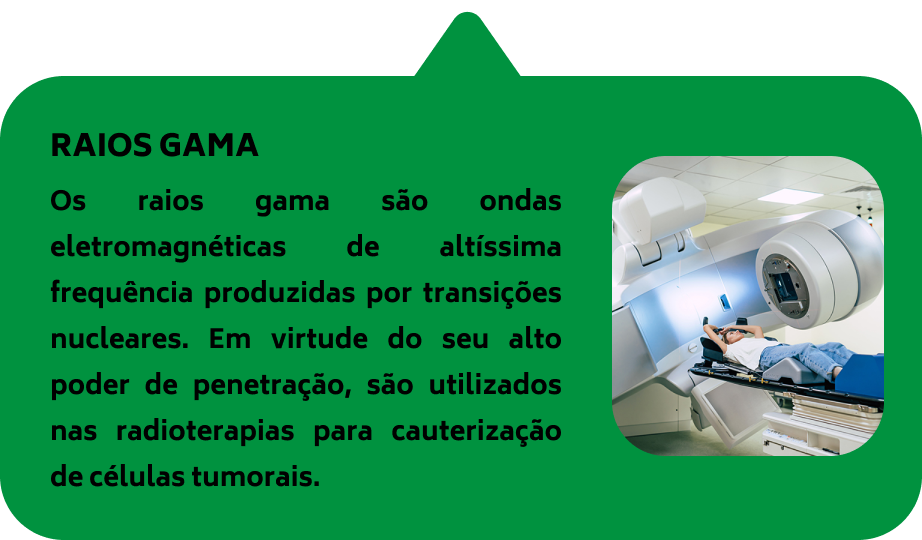 RAIOS GAMA
Os raios gama são ondas
eletromagnéticas de altíssima
frequência produzidas por transições
nucleares. Em virtude do seu alto
poder de penetração, são utilizados
nas radioterapias para cauterização
de células tumorais.